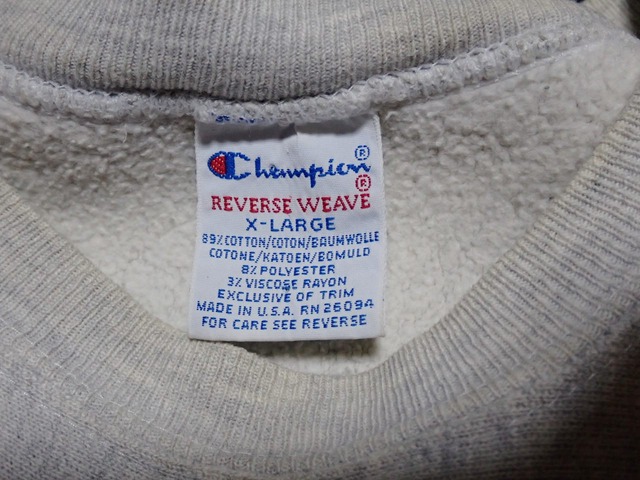 Champion®
®
REVERSE WEAVE
X-LARGE
89% COTTON/COTON/BAUMWOLLE
COTONE/KATOEN/BOMULD
8% POLYESTER
3% VISCOSE RAYON
EXCLUSIVE OF TRIM
MADE IN U.S.A. RN 26094
FOR CARE SEE REVERSE